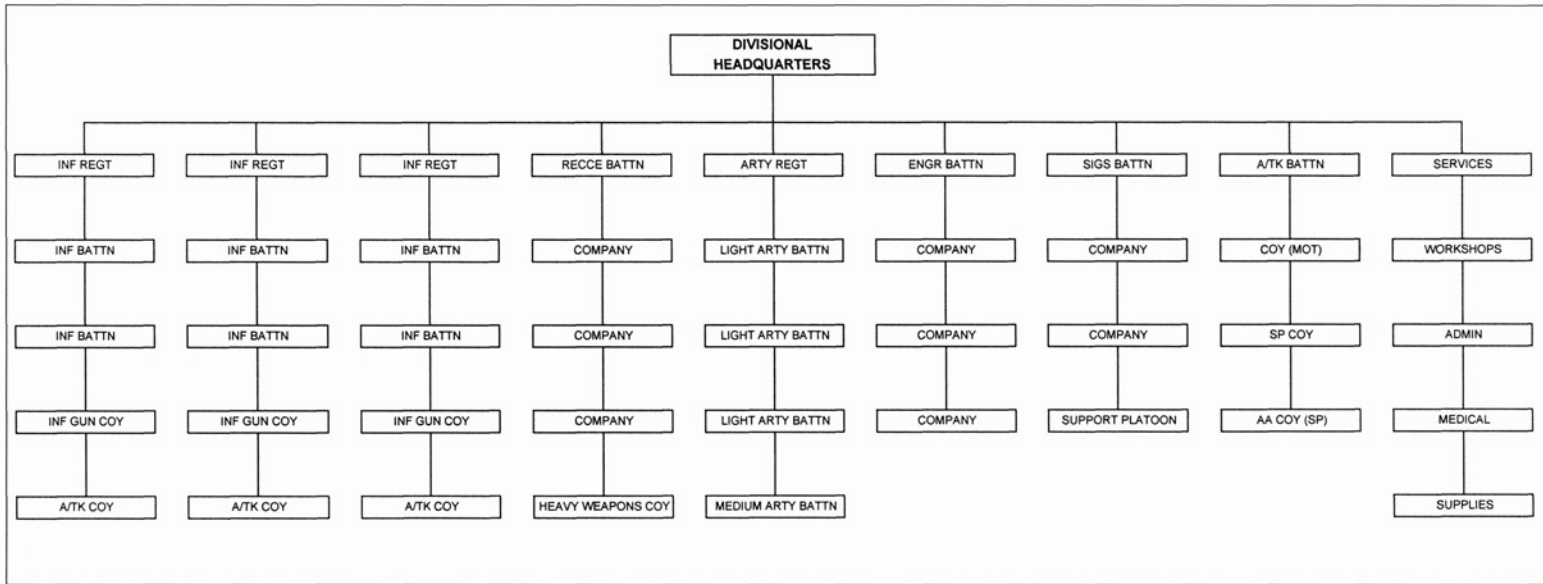 DIVISIONAL
HEADQUARTERS
INF REGT
INF REGT
INF REGT
RECCE BATTN
ARTY REGT
ENGR BATTN
SIGS BATTN
A/TK BATTN
SERVICES
INF BATTN
INF BATTN
INF BATTN
COMPANY
LIGHT ARTY BATTN
COMPANY
COMPANY
COY (MOT)
WORKSHOPS
INF BATTN
INF BATTN
INF BATTN
COMPANY
LIGHT ARTY BATTN
COMPANY
COMPANY
SP COY
ADMIN
INF GUN COY
INF GUN COY
INF GUN COY
COMPANY
LIGHT ARTY BATTN
COMPANY
SUPPORT PLATOON
AA COY (SP)
MEDICAL
A/TK COY
A/TK COY
A/TK COY
HEAVY WEAPONS COY
MEDIUM ARTY BATTN
SUPPLIES